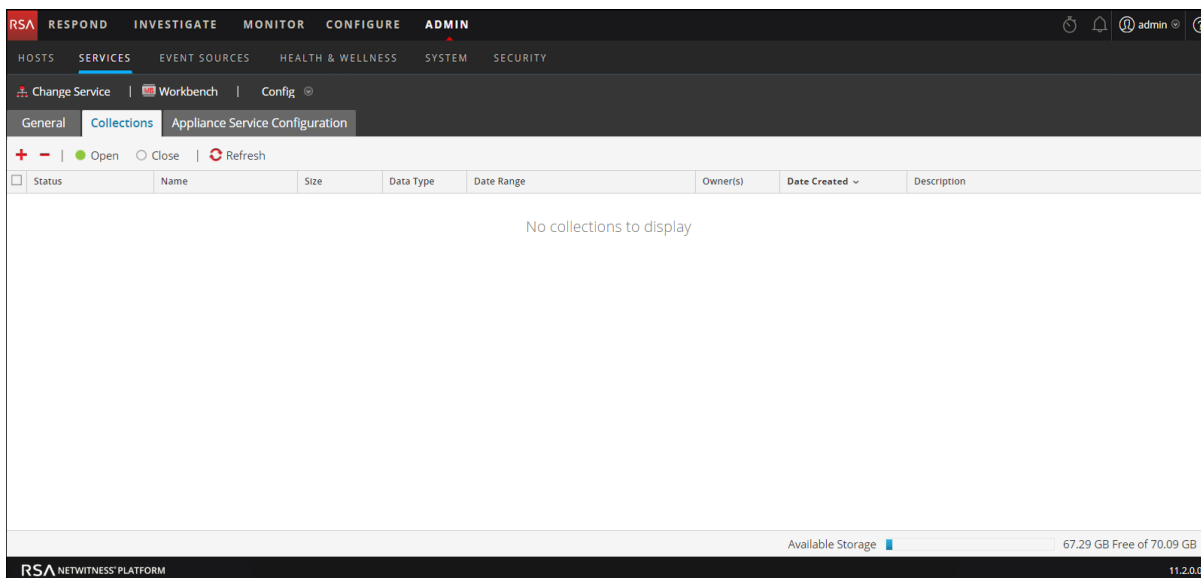 RSA RESPOND INVESTIGATE MONITOR CONFIGURE ADMIN admin
HOSTS SERVICES EVENT SOURCES HEALTH & WELLNESS SYSTEM SECURITY
Change Service | Workbench | Config
General Collections Appliance Service Configuration
+ − | Open Close | Refresh
Status Name Size Data Type Date Range Owner(s) Date Created Description
No collections to display
Available Storage 67.29 GB Free of 70.09 GB
RSA NETWITNESS® PLATFORM 11.2.0.0